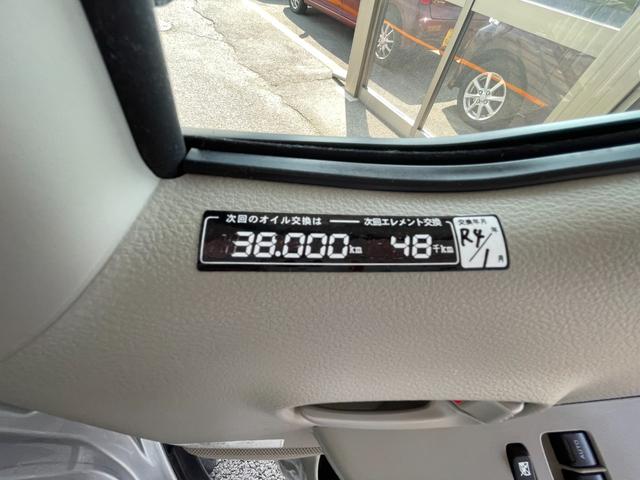 次回のオイル交換は 次回エレメント交換
38.000km 48千km
交換年月
R4年
1月
AUTO